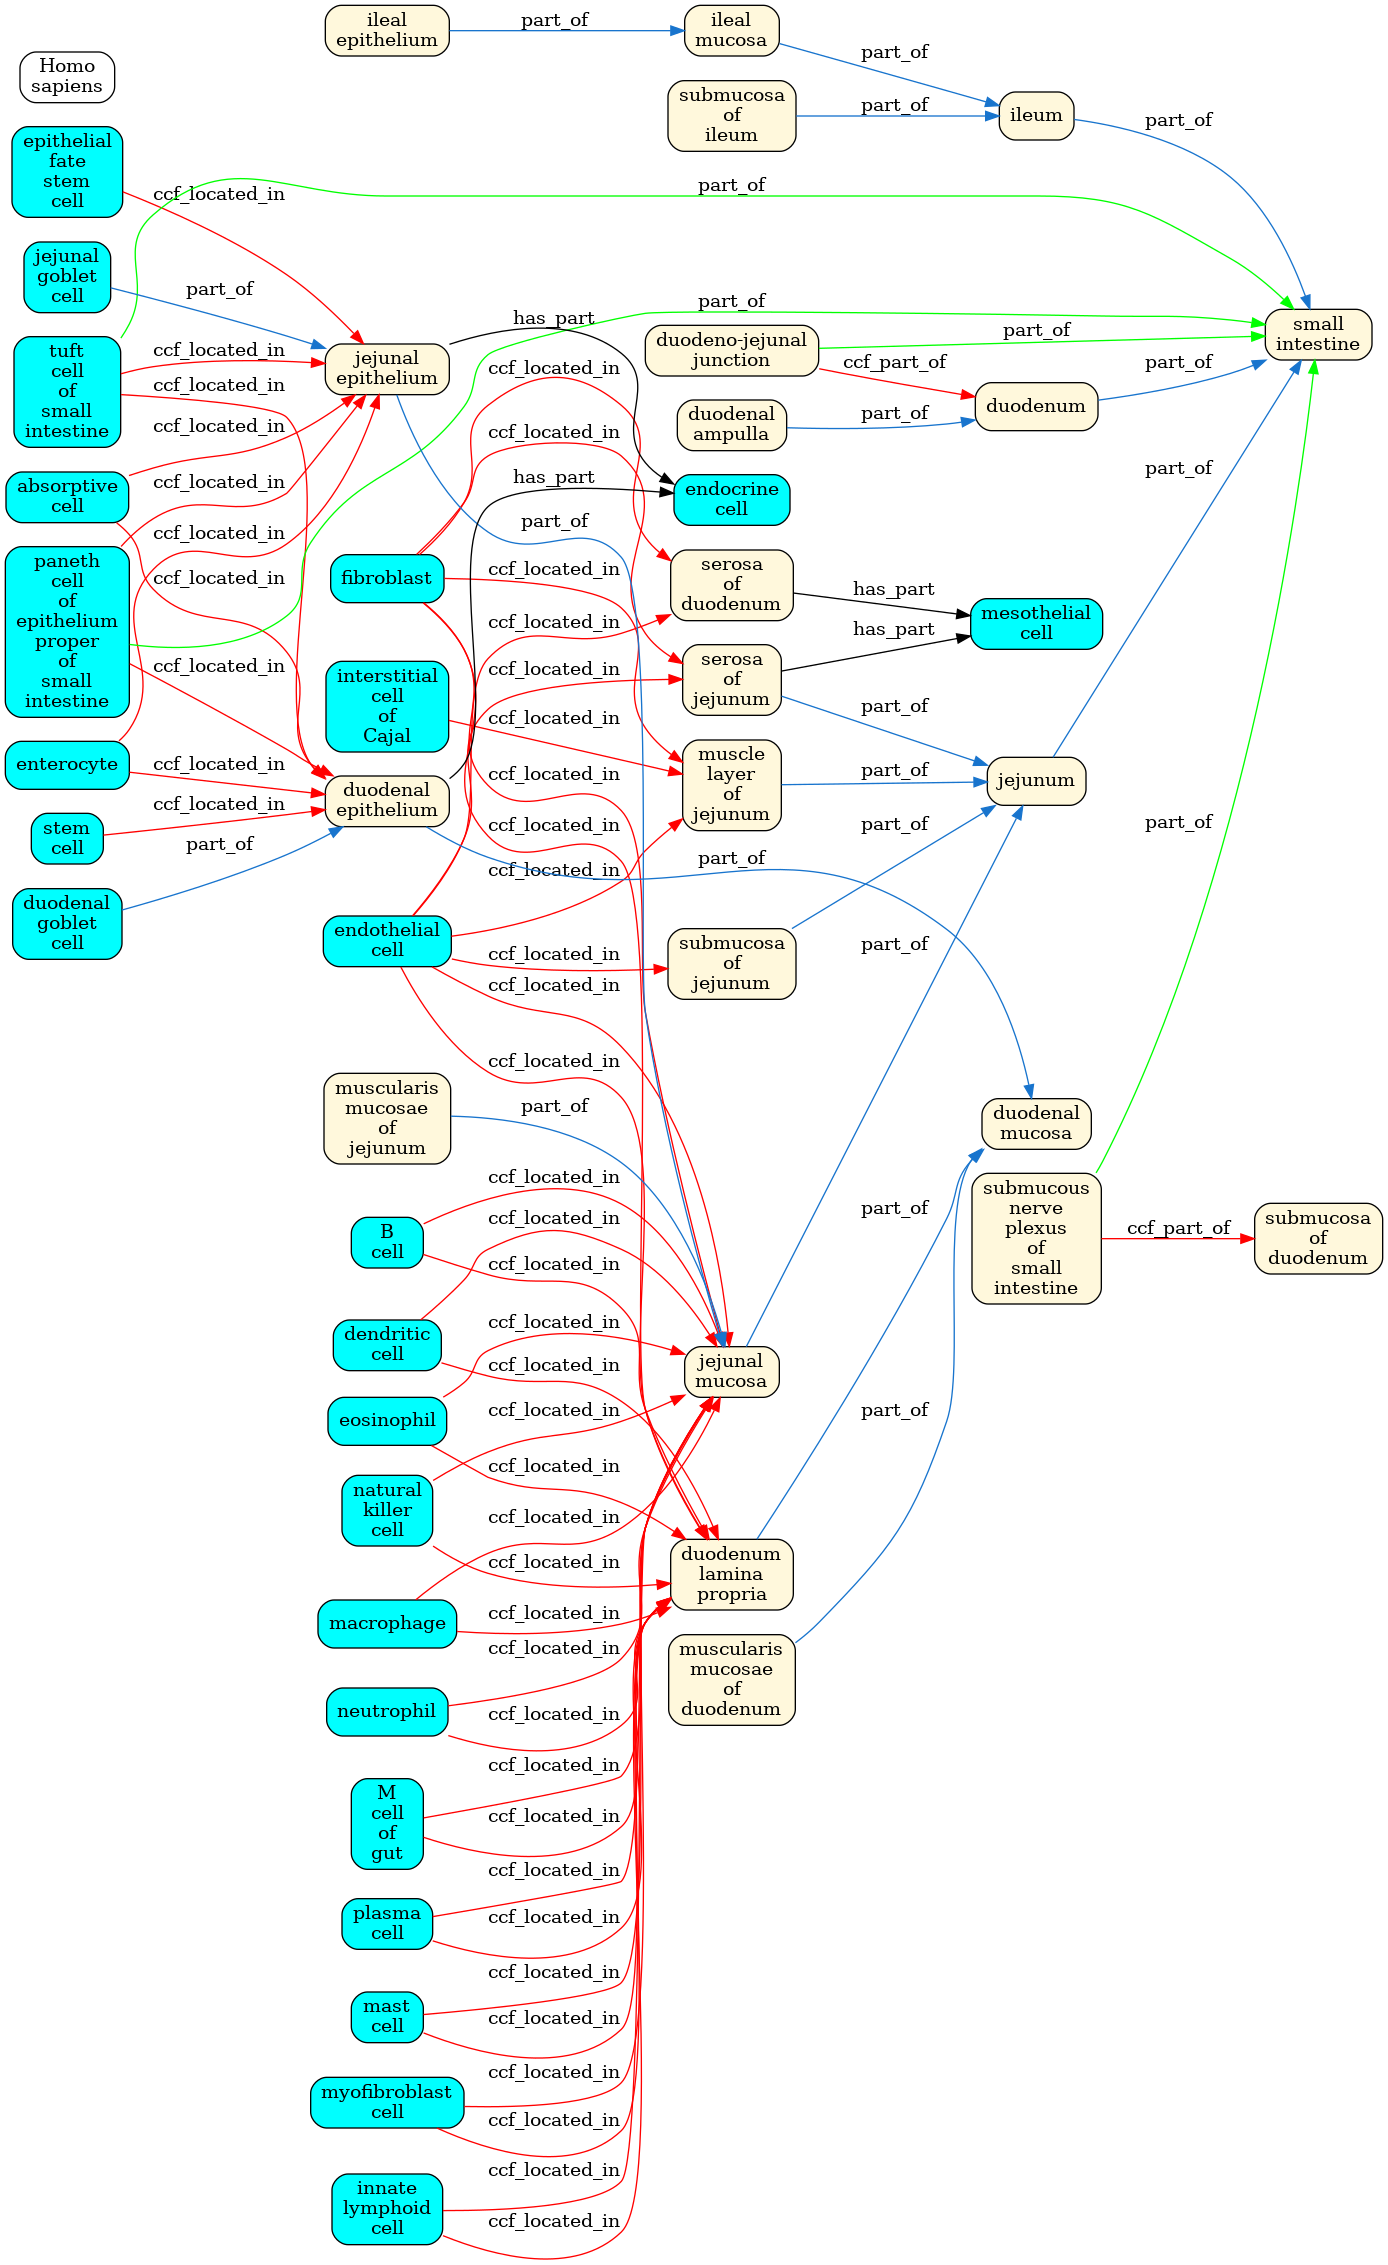 ileal
epithelium
part_of
ileal
mucosa
part_of
Homo
sapiens
submucosa
of
ileum
part_of
ileum
part_of
epithelial
fate
stem
cell
ccf_located_in
part_of
jejunal
goblet
cell
part_of
part_of
has_part
small
intestine
duodeno-jejunal
junction
part_of
ccf_part_of
part_of
tuft
cell
of
small
intestine
ccf_located_in
ccf_located_in
jejunal
epithelium
ccf_located_in
duodenum
duodenal
ampulla
part_of
ccf_located_in
ccf_located_in
absorptive
cell
ccf_located_in
has_part
endocrine
cell
part_of
ccf_located_in
part_of
paneth
cell
of
epithelium
proper
of
small
intestine
ccf_located_in
fibroblast
ccf_located_in
serosa
of
duodenum
has_part
mesothelial
cell
ccf_located_in
has_part
ccf_located_in
ccf_located_in
serosa
of
jejunum
part_of
interstitial
cell
of
Cajal
ccf_located_in
enterocyte
ccf_located_in
ccf_located_in
muscle
layer
of
jejunum
part_of
jejunum
duodenal
epithelium
stem
cell
ccf_located_in
part_of
ccf_located_in
part_of
part_of
part_of
ccf_located_in
duodenal
goblet
cell
endothelial
cell
ccf_located_in
submucosa
of
jejunum
part_of
ccf_located_in
ccf_located_in
muscularis
mucosae
of
jejunum
part_of
duodenal
mucosa
ccf_located_in
B
cell
ccf_located_in
ccf_located_in
part_of
submucous
nerve
plexus
of
small
intestine
ccf_part_of
submucosa
of
duodenum
dendritic
cell
ccf_located_in
ccf_located_in
jejunal
mucosa
eosinophil
ccf_located_in
part_of
ccf_located_in
natural
killer
cell
ccf_located_in
ccf_located_in
duodenum
lamina
propria
macrophage
ccf_located_in
ccf_located_in
muscularis
mucosae
of
duodenum
neutrophil
ccf_located_in
ccf_located_in
M
cell
of
gut
ccf_located_in
ccf_located_in
plasma
cell
ccf_located_in
ccf_located_in
mast
cell
ccf_located_in
ccf_located_in
myofibroblast
cell
ccf_located_in
ccf_located_in
innate
lymphoid
cell
ccf_located_in